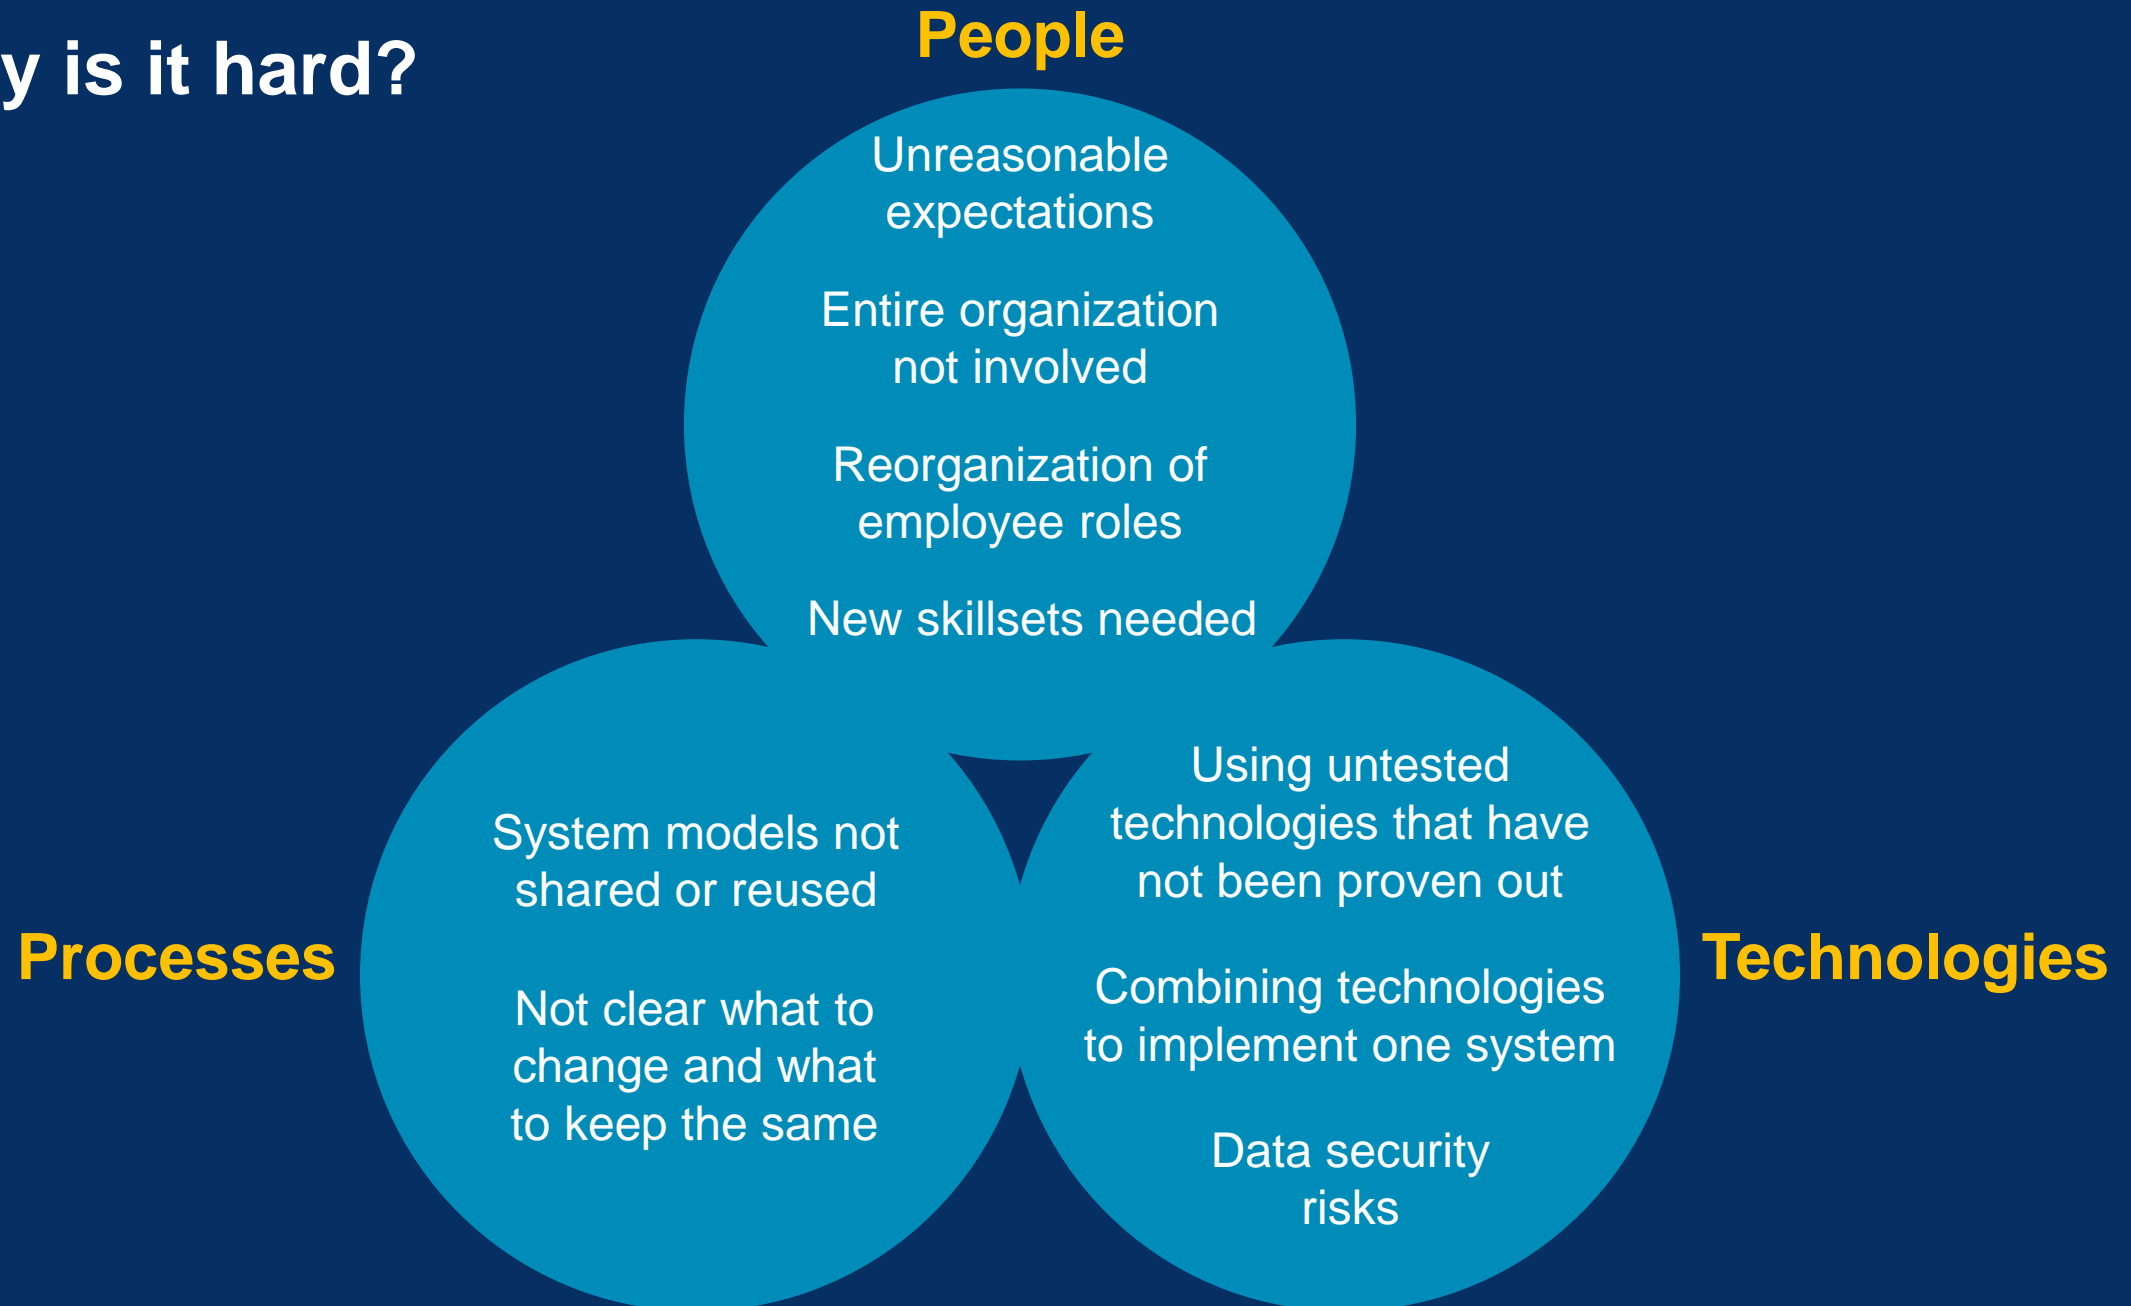 y is it hard?
People
Unreasonable
expectations
Entire organization
not involved
Reorganization of
employee roles
New skillsets needed
Processes
System models not
shared or reused
Not clear what to
change and what
to keep the same
Using untested
technologies that have
not been proven out
Combining technologies
to implement one system
Data security
risks
Technologies